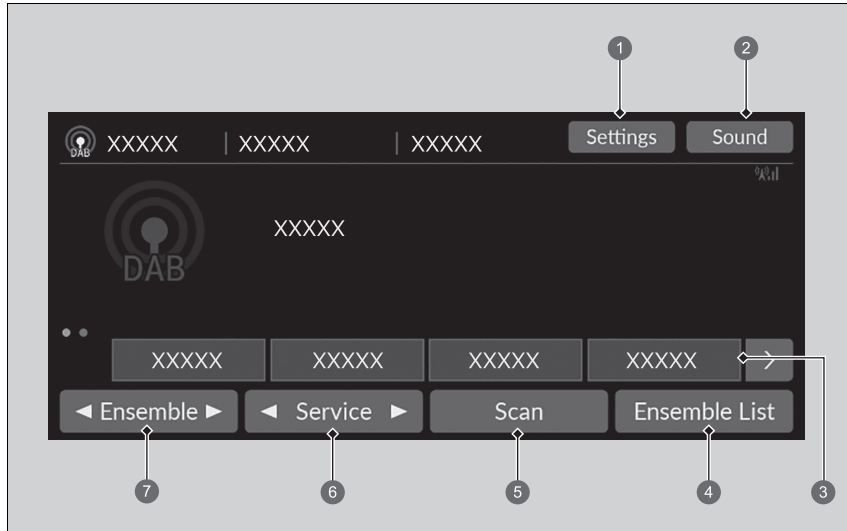 1 2
DAB XXXXX | XXXXX | XXXXX Settings Sound
DAB XXXXX
XXXXX XXXXX XXXXX XXXXX >
◄ Ensemble ► ◄ Service ► Scan Ensemble List
7 6 5 4 3